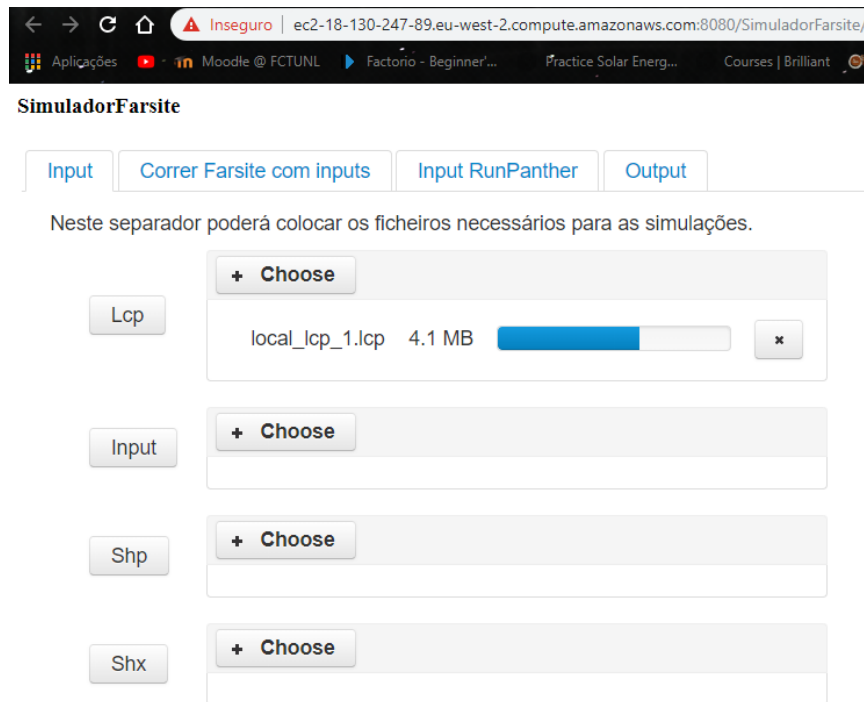 Inseguro | ec2-18-130-247-89.eu-west-2.compute.amazonaws.com:8080/SimuladorFarsite/
Aplicações Moodle @ FCTUNL Factorio - Beginner'... Practice Solar Energ... Courses | Brilliant
SimuladorFarsite
Input Correr Farsite com inputs Input RunPanther Output
Neste separador poderá colocar os ficheiros necessários para as simulações.
+ Choose
Lcp
local_lcp_1.lcp 4.1 MB
+ Choose
Input
+ Choose
Shp
+ Choose
Shx